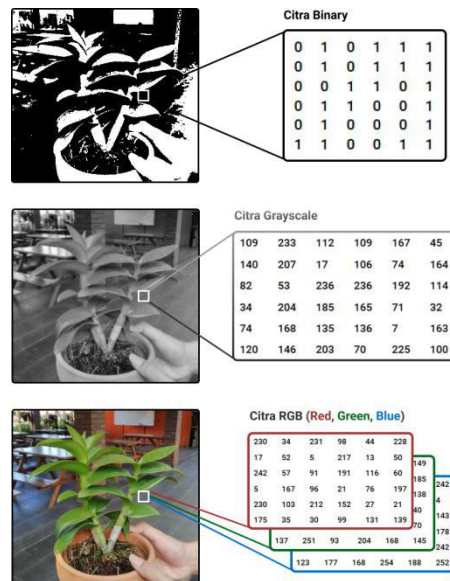 Citra Binary
0 1 0 1 1 1
0 1 0 1 1 1
0 0 1 1 0 1
0 1 1 0 0 1
0 1 0 0 0 1
1 1 0 0 1 1
Citra Grayscale
109 233 112 109 167 45
140 207 17 106 74 164
82 53 236 236 192 114
34 204 185 165 71 32
74 168 135 136 7 163
120 146 203 70 225 100
Citra RGB (Red, Green, Blue)
230 34 231 98 44 228
17 52 5 217 13 50
149
242 57 91 191 116 60
185
242
5 167 96 21 76 197
138
4
230 103 212 152 27 21
40
143
175 35 30 99 131 139
70
178
137 251 93 204 168 145
242
123 177 168 254 188 252